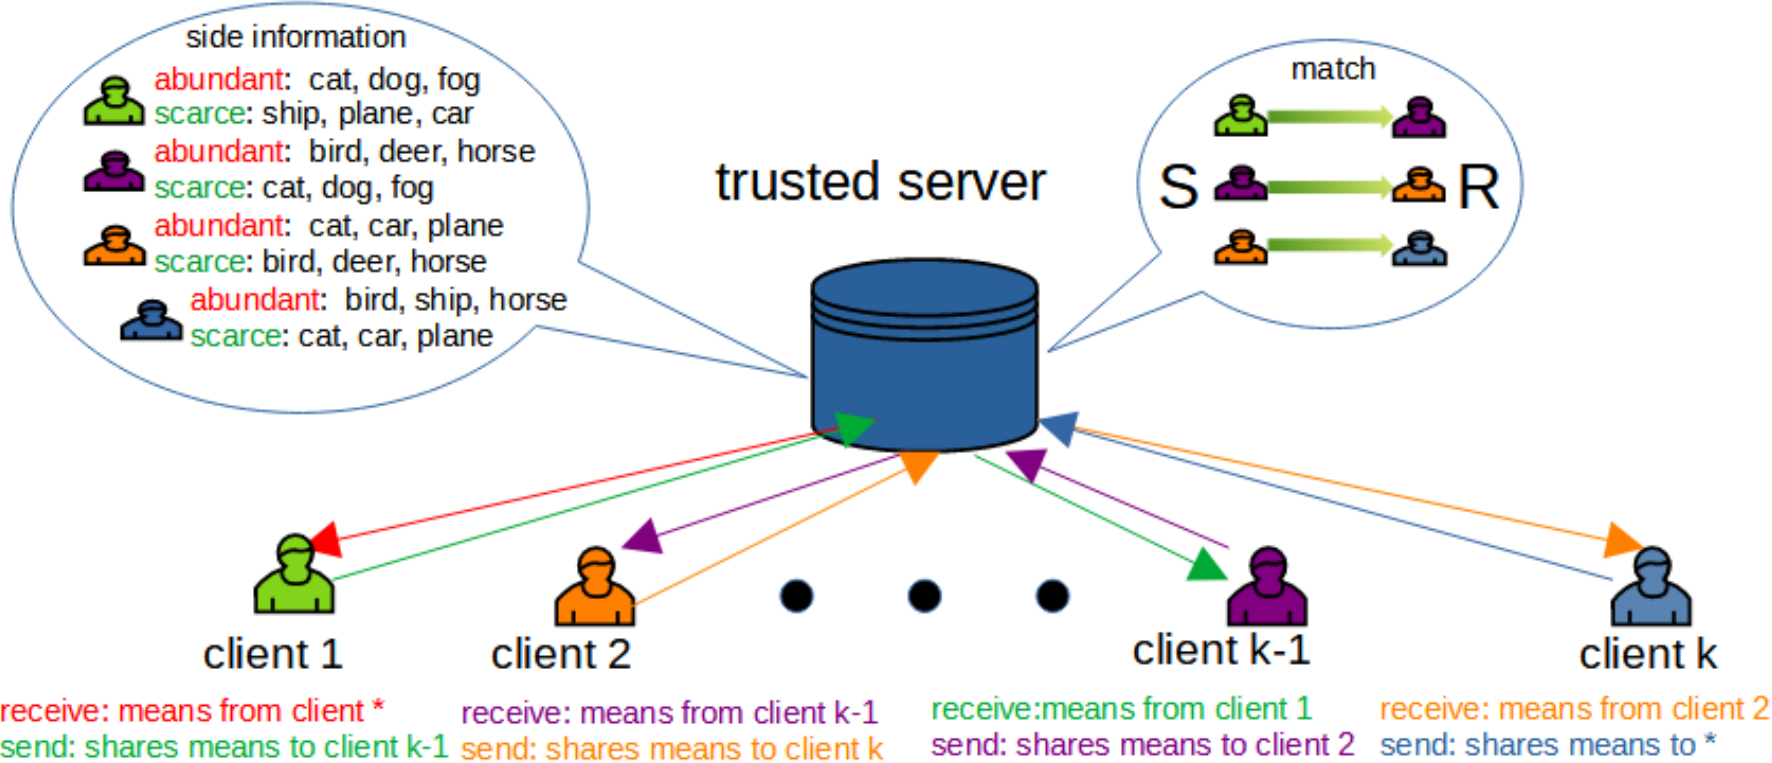 side information
abundant: cat, dog, fog
scarce: ship, plane, car
abundant: bird, deer, horse
scarce: cat, dog, fog
abundant: cat, car, plane
scarce: bird, deer, horse
abundant: bird, ship, horse
scarce: cat, car, plane
trusted server
match
S
R
client 1
client 2
client k-1
client k
receive: means from client *
send: shares means to client k-1
receive: means from client k-1
send: shares means to client k
receive:means from client 1
send: shares means to client 2
receive: means from client 2
send: shares means to *